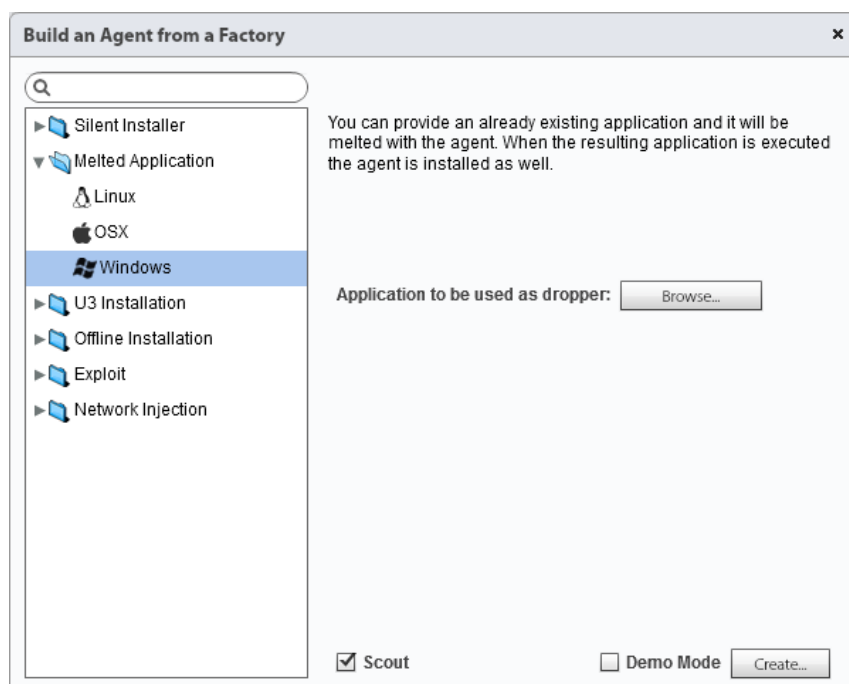 Build an Agent from a Factory
Silent Installer
Melted Application
Linux
OSX
Windows
U3 Installation
Offline Installation
Exploit
Network Injection
You can provide an already existing application and it will be
melted with the agent. When the resulting application is executed
the agent is installed as well.
Application to be used as dropper: Browse...
Scout Demo Mode Create...